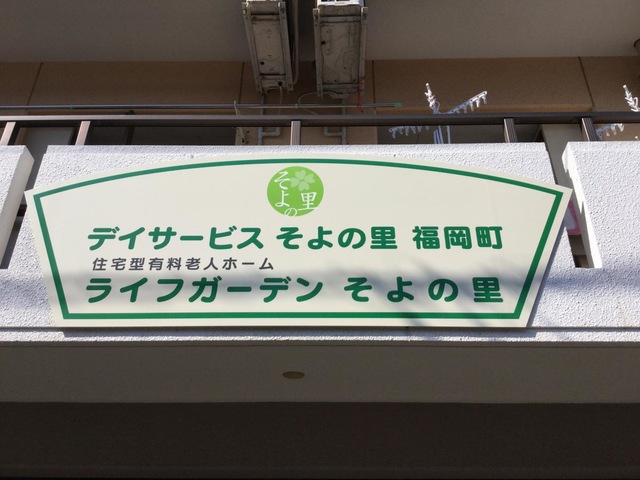 そよの里
デイサービス そよの里 福岡町
住宅型有料老人ホーム
ライフガーデン そよの里